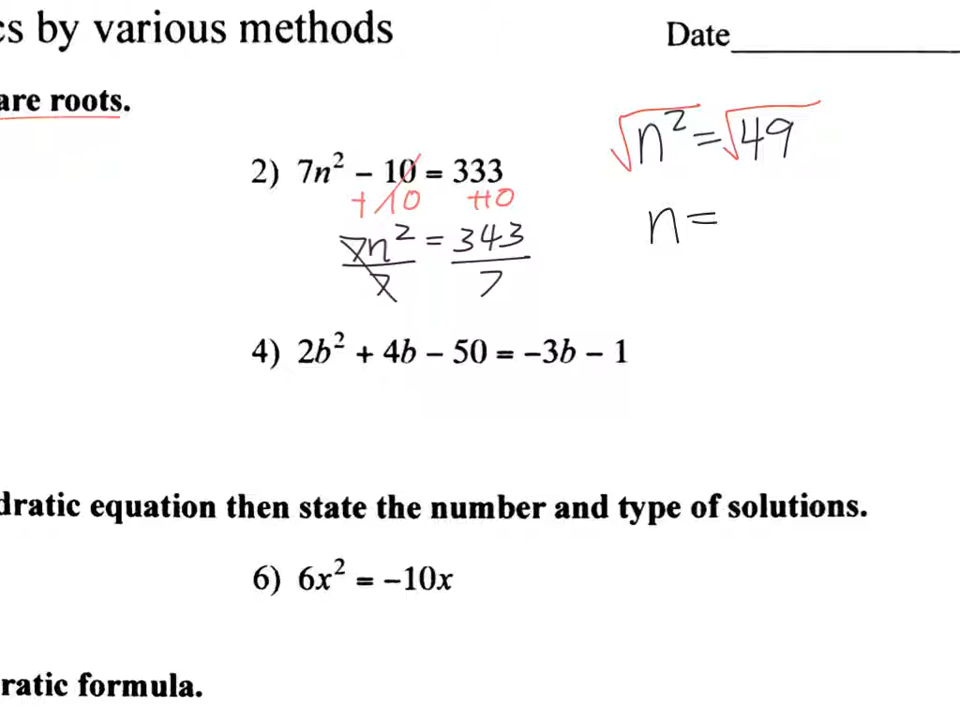 cs by various methods
Date
are roots.
2) 7n² − 10 = 333
+10 +10
7n² = 343
7 7
√n² = √49
n =
4) 2b² + 4b − 50 = −3b − 1
dratic equation then state the number and type of solutions.
6) 6x² = −10x
ratic formula.